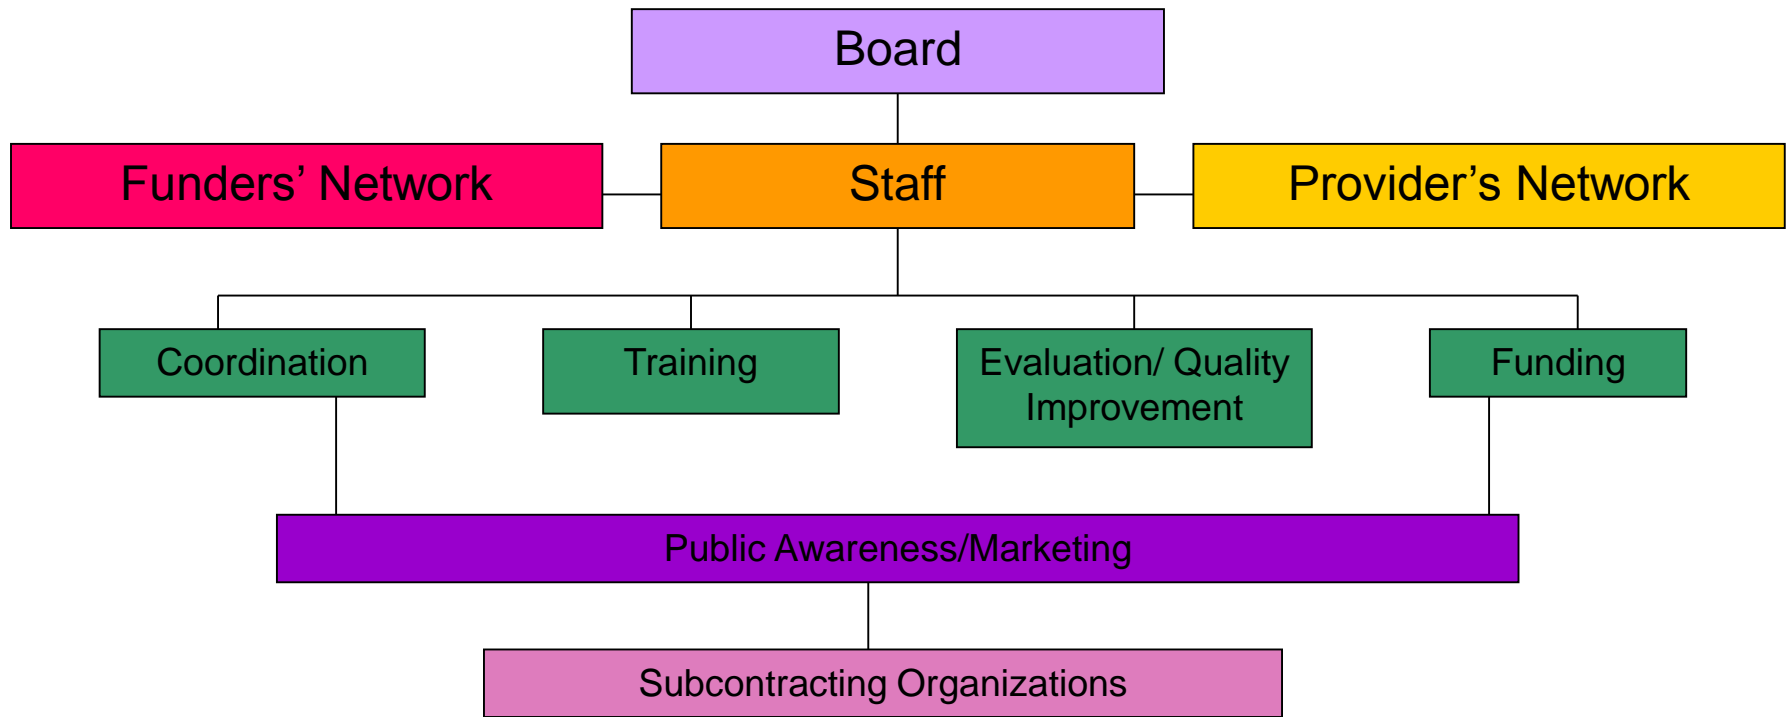 Board
Funders’ Network
Staff
Provider’s Network
Coordination
Training
Evaluation/ Quality
Improvement
Funding
Public Awareness/Marketing
Subcontracting Organizations